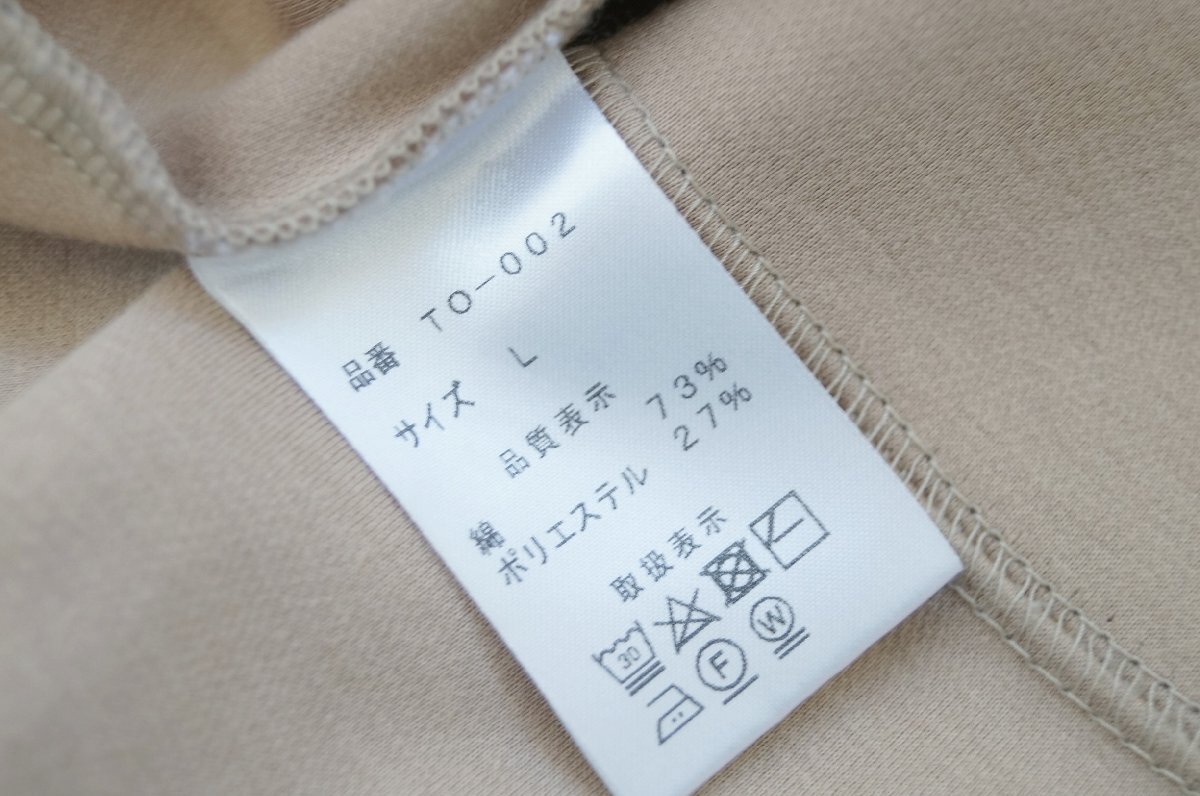 品番 TO-002
サイズ L
品質表示
綿 73%
ポリエステル 27%
取扱表示
30
F W